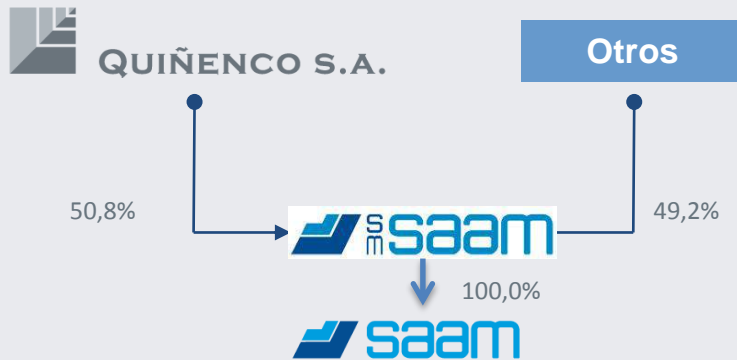 QUIÑENCO S.A.
Otros
50,8%
49,2%
SM saam
100,0%
saam